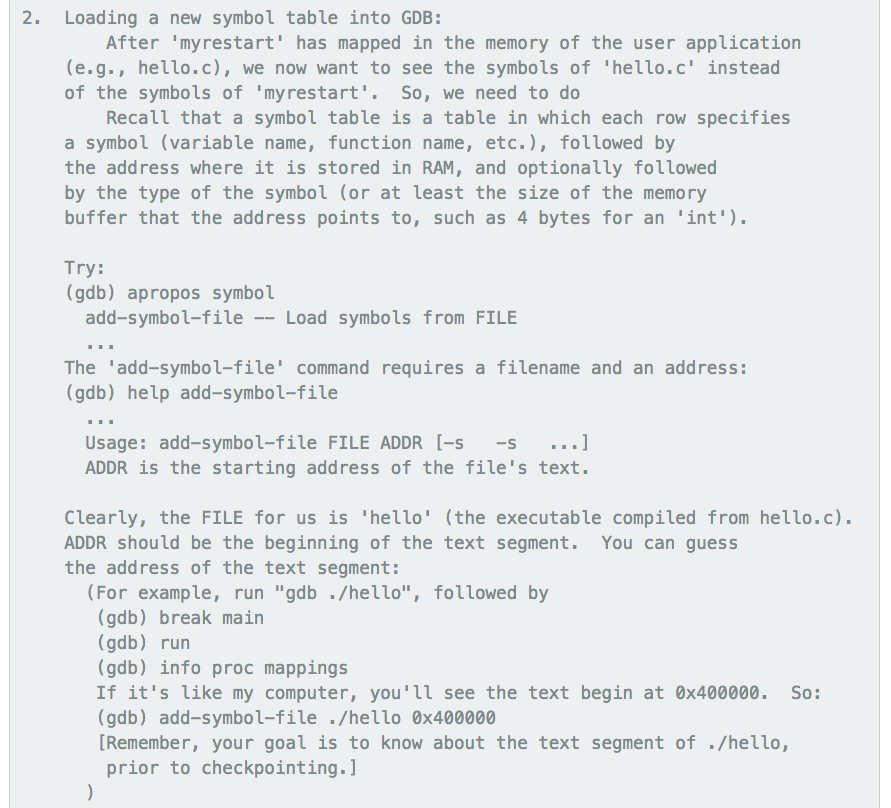 2.  Loading a new symbol table into GDB:
After 'myrestart' has mapped in the memory of the user application
(e.g., hello.c), we now want to see the symbols of 'hello.c' instead
of the symbols of 'myrestart'.  So, we need to do
Recall that a symbol table is a table in which each row specifies
a symbol (variable name, function name, etc.), followed by
the address where it is stored in RAM, and optionally followed
by the type of the symbol (or at least the size of the memory
buffer that the address points to, such as 4 bytes for an 'int').
Try:
(gdb) apropos symbol
add-symbol-file -- Load symbols from FILE
...
The 'add-symbol-file' command requires a filename and an address:
(gdb) help add-symbol-file
...
Usage: add-symbol-file FILE ADDR [-s   -s   ...]
ADDR is the starting address of the file's text.
Clearly, the FILE for us is 'hello' (the executable compiled from hello.c).
ADDR should be the beginning of the text segment.  You can guess
the address of the text segment:
(For example, run "gdb ./hello", followed by
(gdb) break main
(gdb) run
(gdb) info proc mappings
If it's like my computer, you'll see the text begin at 0x400000.  So:
(gdb) add-symbol-file ./hello 0x400000
[Remember, your goal is to know about the text segment of ./hello,
prior to checkpointing.]
)